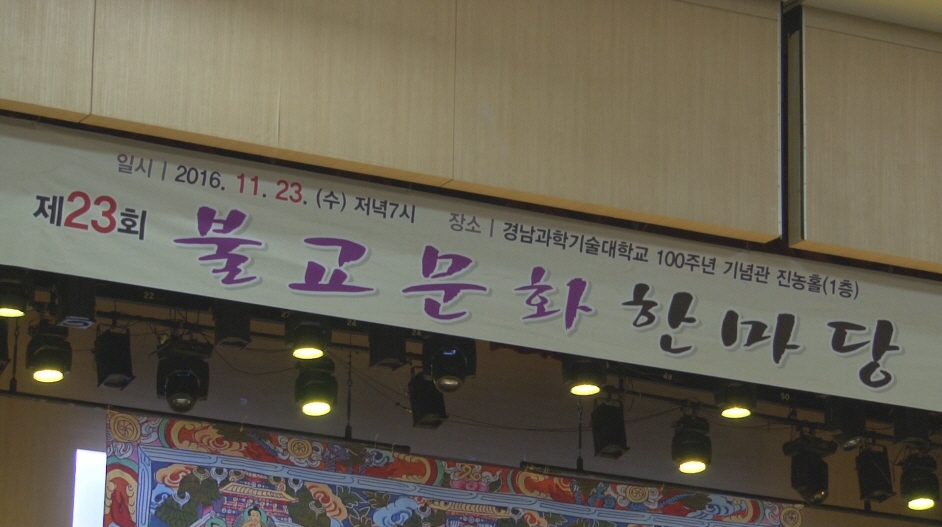 일시 | 2016. 11. 23. (수) 저녁7시 장소 | 경남과학기술대학교 100주년 기념관 진농홀(1층)
제23회 불교문화한마당